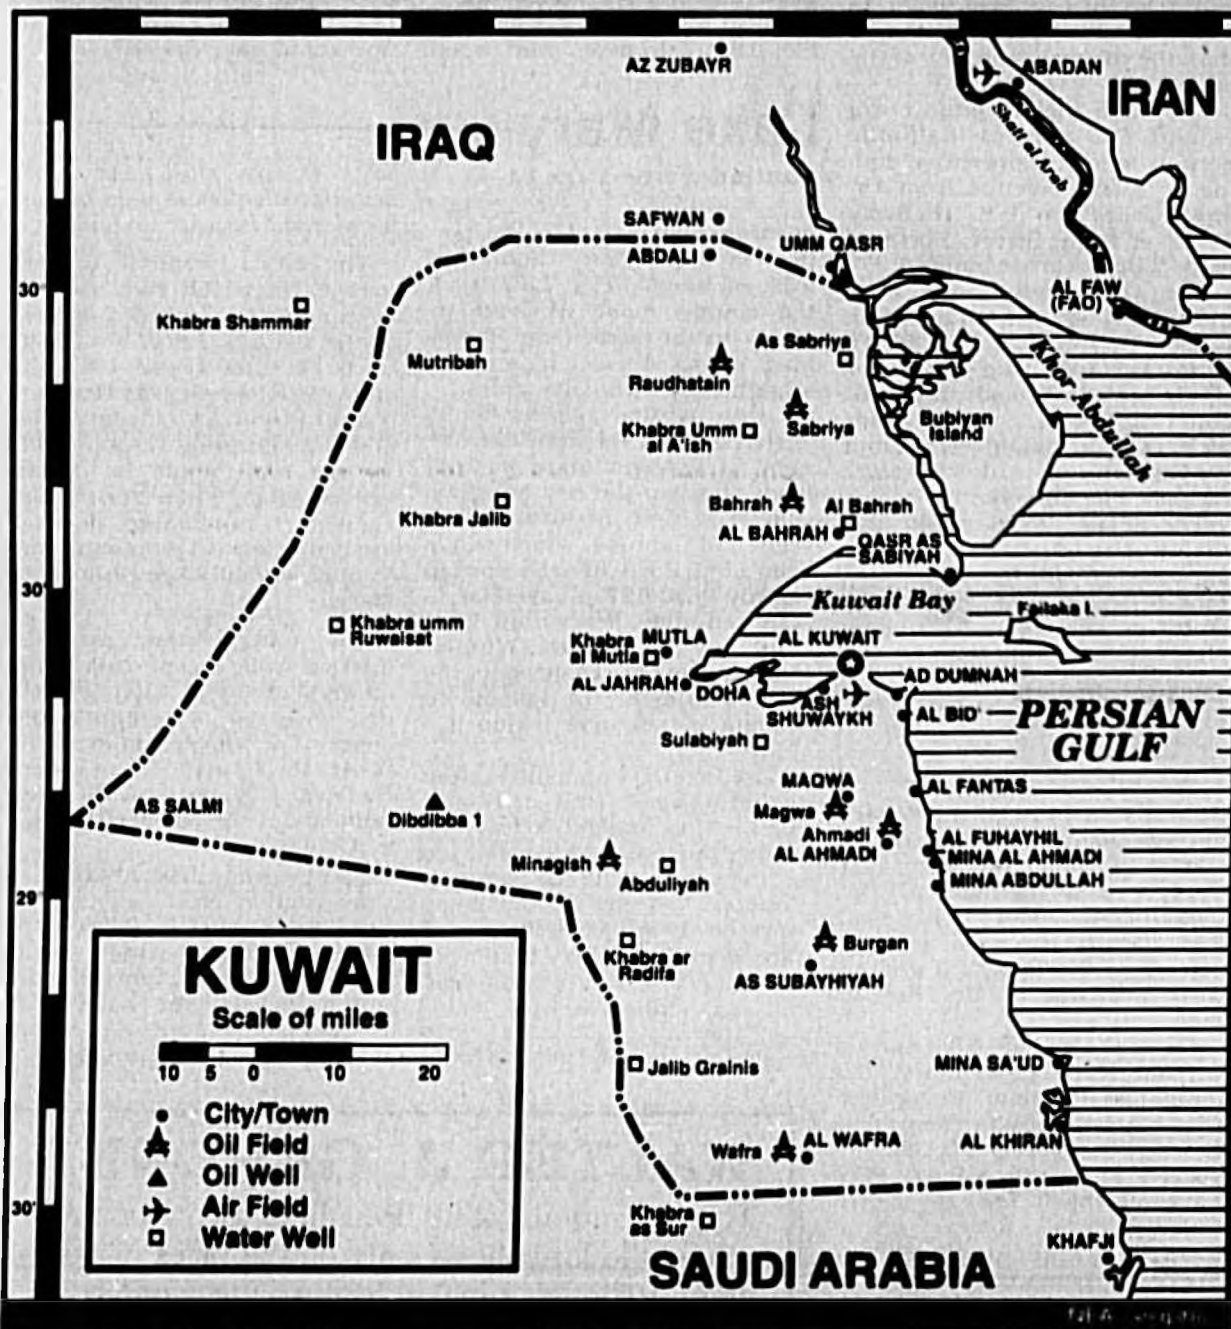 AZ ZUBAYR
ABADAN
IRAN
IRAQ
Shatt al Arab
SAFWAN
ABDALI
UMM QASR
30°
AL FAW
(FAO)
Khabra Shammar
Mutribah
As Sabriya
Raudhatain
Khor Abdullah
Khabra Umm
al A'ish
Sabriya
Bubiyan
Island
Khabra Jalib
Bahrah
Al Bahrah
AL BAHRAH
QASR AS
SABIYAH
30'
Kuwait Bay
Failaka I.
Khabra umm
Ruwaisat
Khabra
al Mutla
MUTLA
AL KUWAIT
AL JAHRAH
DOHA
ASH
SHUWAYKH
AD DUMNAH
AL BID'
PERSIAN
GULF
Sulabiyah
MAQWA
Magwa
AL FANTAS
AS SALMI
Dibdibba 1
Ahmadi
AL AHMADI
AL FUHAYHIL
MINA AL AHMADI
MINA ABDULLAH
Minagish
Abduliyah
29°
Burgan
Khabra ar
Radifa
AS SUBAYHIYAH
KUWAIT
Scale of miles
10 5 0 10 20
City/Town
Oil Field
Oil Well
Air Field
Water Well
Jalib Grainis
MINA SA'UD
Wafra
AL WAFRA
AL KHIRAN
30'
Khabra
as Sur
SAUDI ARABIA
KHAFJI